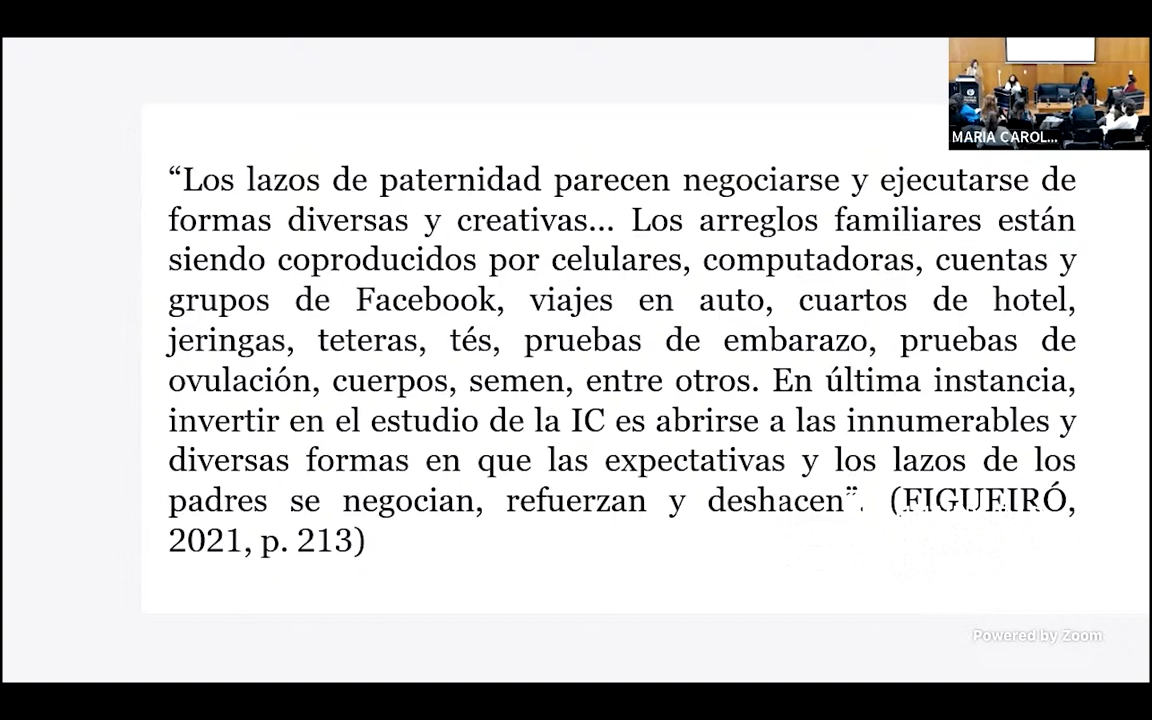 MARIA CAROL...
“Los lazos de paternidad parecen negociarse y ejecutarse de
formas diversas y creativas... Los arreglos familiares están
siendo coproducidos por celulares, computadoras, cuentas y
grupos de Facebook, viajes en auto, cuartos de hotel,
jeringas, teteras, tés, pruebas de embarazo, pruebas de
ovulación, cuerpos, semen, entre otros. En última instancia,
invertir en el estudio de la IC es abrirse a las innumerables y
diversas formas en que las expectativas y los lazos de los
padres se negocian, refuerzan y deshacen”. (FIGUEIRÓ,
2021, p. 213)
Powered by Zoom